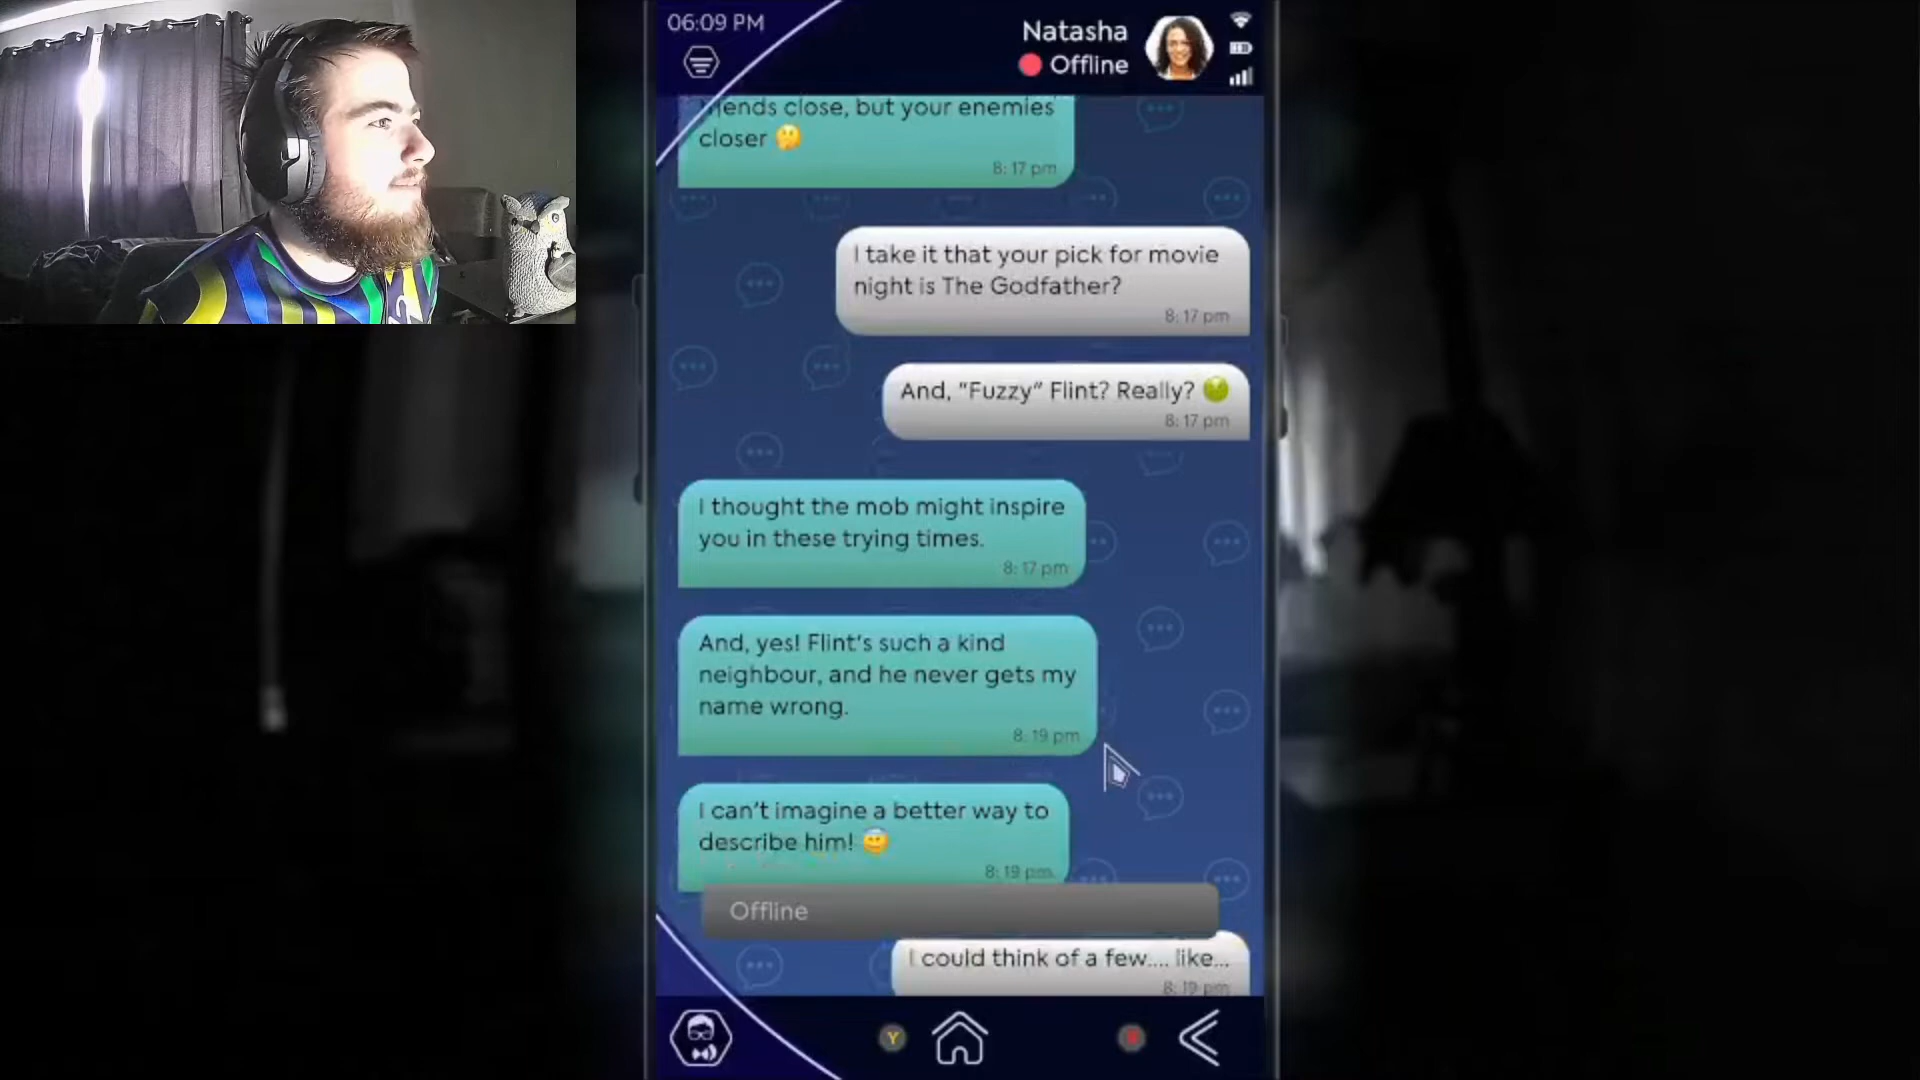 06:09 PM
Natasha
Offline
friends close, but your enemies
closer 🤔
8:17 pm
I take it that your pick for movie
night is The Godfather?
8:17 pm
And, "Fuzzy" Flint? Really?
8:17 pm
I thought the mob might inspire
you in these trying times.
8:17 pm
And, yes! Flint's such a kind
neighbour, and he never gets my
name wrong.
8:19 pm
I can't imagine a better way to
describe him! 😇
8:19 pm
Offline
I could think of a few.... like...
8:19 pm
Y